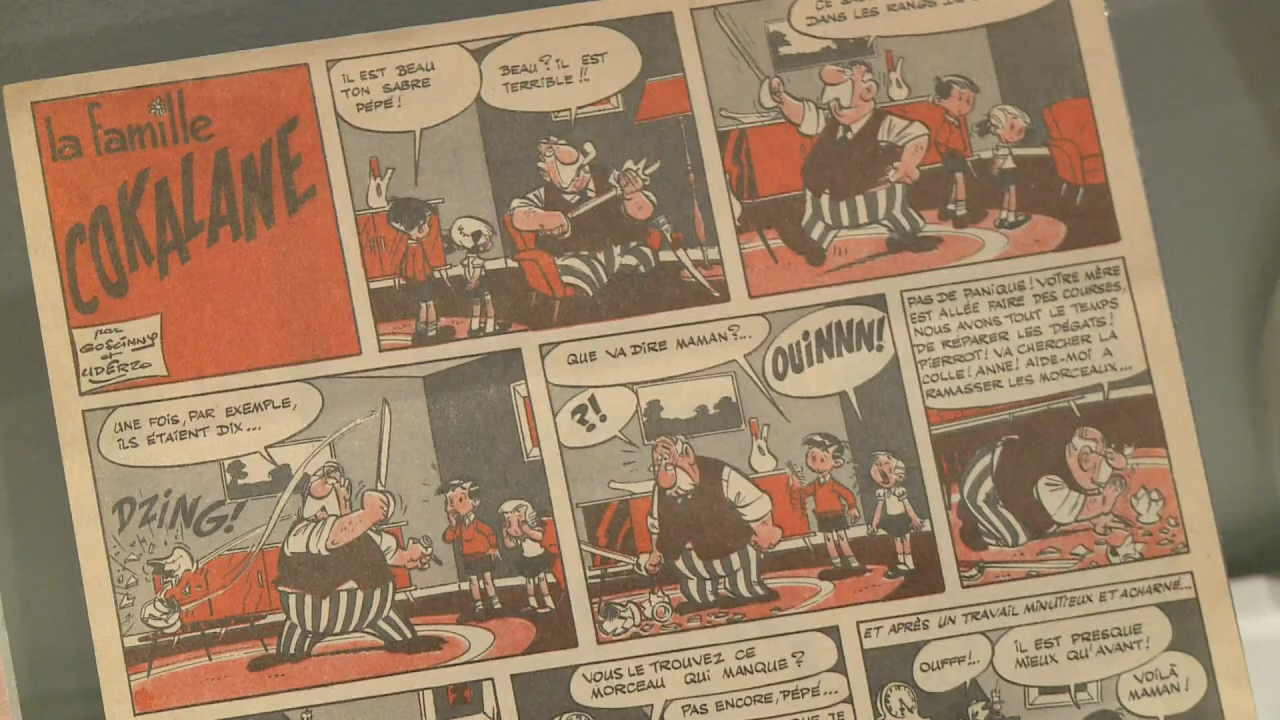 la famille
COKALANE
par
GOSCINNY
et
UDERZO
IL EST BEAU
TON SABRE
PÉPÉ!
BEAU? IL EST
TERRIBLE!!
DANS LES RANGS
UNE FOIS, PAR EXEMPLE,
ILS ÉTAIENT DIX...
DZING!
QUE VA DIRE MAMAN?...
?!
OUINNN!
PAS DE PANIQUE! VOTRE MÈRE
EST ALLÉE FAIRE DES COURSES,
NOUS AVONS TOUT LE TEMPS
DE RÉPARER LES DÉGATS!
PIERROT! VA CHERCHER LA
COLLE! ANNE! AIDE-MOI A
RAMASSER LES MORCEAUX...
VOUS LE TROUVEZ CE
MORCEAU QUI MANQUE?
PAS ENCORE, PÉPÉ...
ET APRÈS UN TRAVAIL MINUTIEUX ET ACHARNÉ...
OUFFF!..
IL EST PRESQUE
MIEUX QU'AVANT!
VOILÀ
MAMAN!